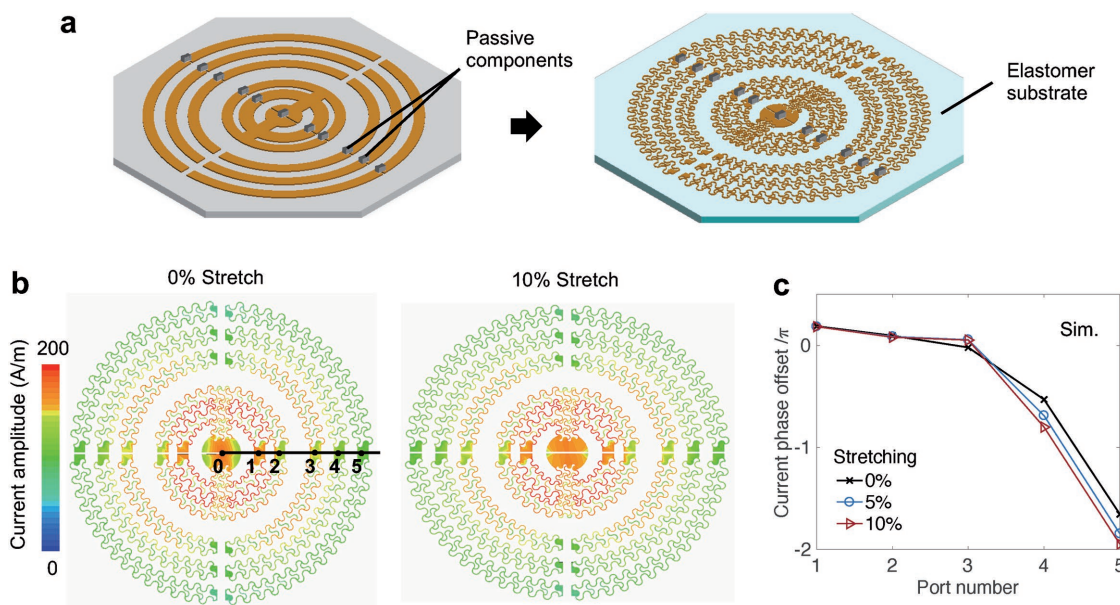 a
Passive
components
Elastomer
substrate
b
0% Stretch
10% Stretch
Current amplitude (A/m)
200
0
0 1 2 3 4 5
c
Current phase offset /π
0
-1
-2
Sim.
Stretching
0%
5%
10%
1 2 3 4 5
Port number